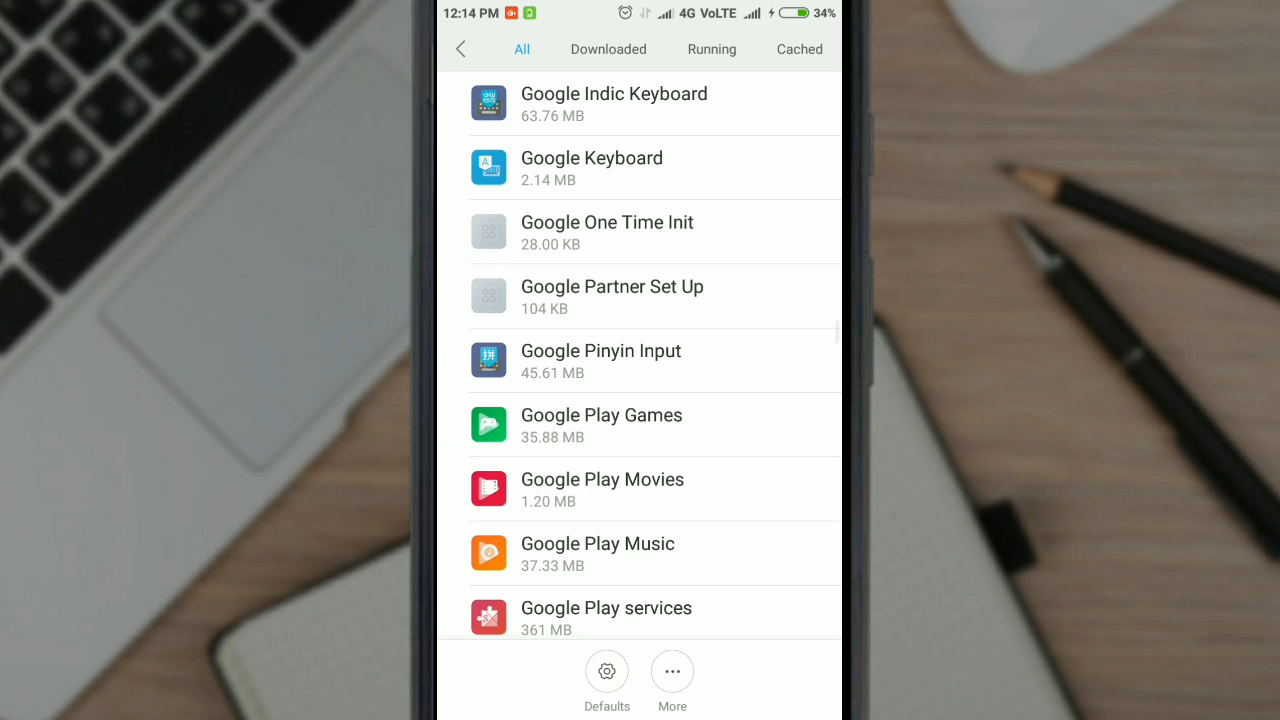 12:14 PM 4G VoLTE 34%
All Downloaded Running Cached
Google Indic Keyboard
63.76 MB
Google Keyboard
2.14 MB
Google One Time Init
28.00 KB
Google Partner Set Up
104 KB
Google Pinyin Input
45.61 MB
Google Play Games
35.88 MB
Google Play Movies
1.20 MB
Google Play Music
37.33 MB
Google Play services
361 MB
Defaults More